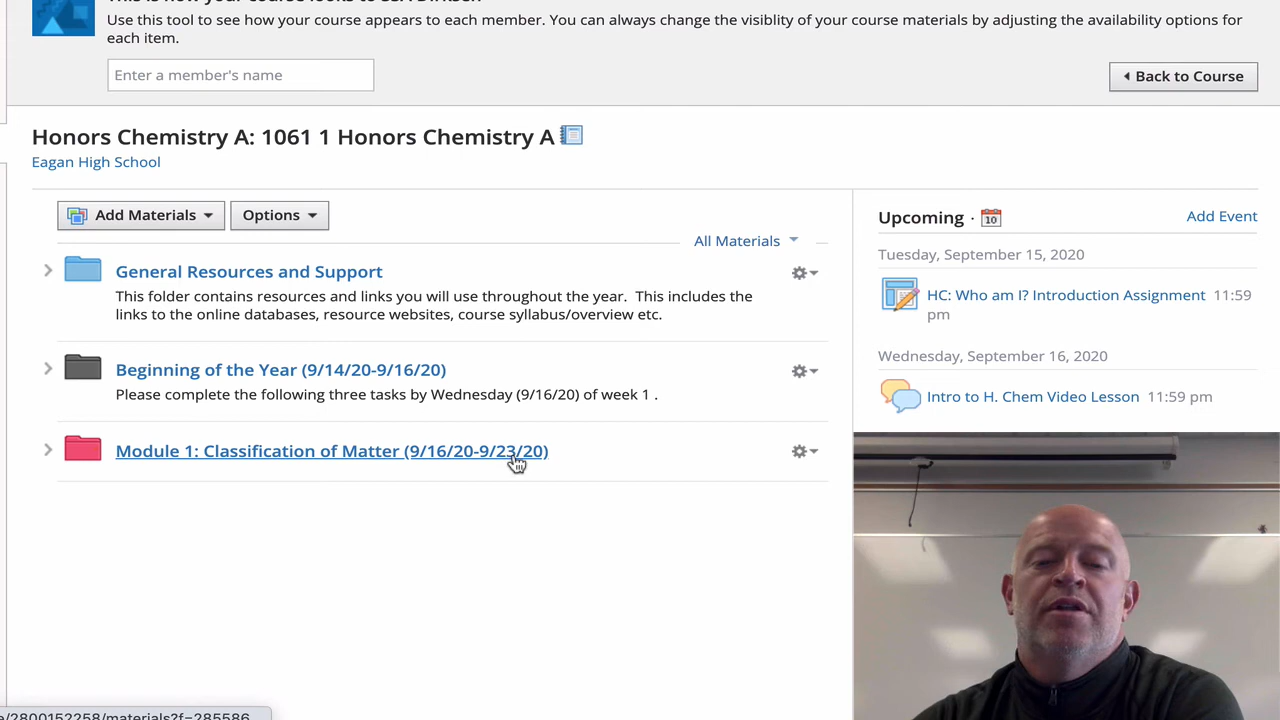 Use this tool to see how your course appears to each member. You can always change the visiblity of your course materials by adjusting the availability options for
each item.
Enter a member's name
Back to Course
Honors Chemistry A: 1061 1 Honors Chemistry A
Eagan High School
Add Materials
Options
All Materials
General Resources and Support
This folder contains resources and links you will use throughout the year. This includes the
links to the online databases, resource websites, course syllabus/overview etc.
Beginning of the Year (9/14/20-9/16/20)
Please complete the following three tasks by Wednesday (9/16/20) of week 1 .
Module 1: Classification of Matter (9/16/20-9/23/20)
Upcoming ·
10
Add Event
Tuesday, September 15, 2020
HC: Who am I? Introduction Assignment 11:59
pm
Wednesday, September 16, 2020
Intro to H. Chem Video Lesson 11:59 pm
e/2800152258/materials?f=285586